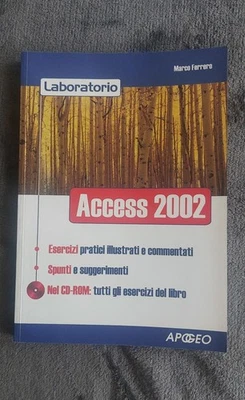 Marco Ferrero
Laboratorio
Access 2002
Esercizi pratici illustrati e commentati
Spunti e suggerimenti
Nel CD-ROM: tutti gli esercizi del libro
APOGEO